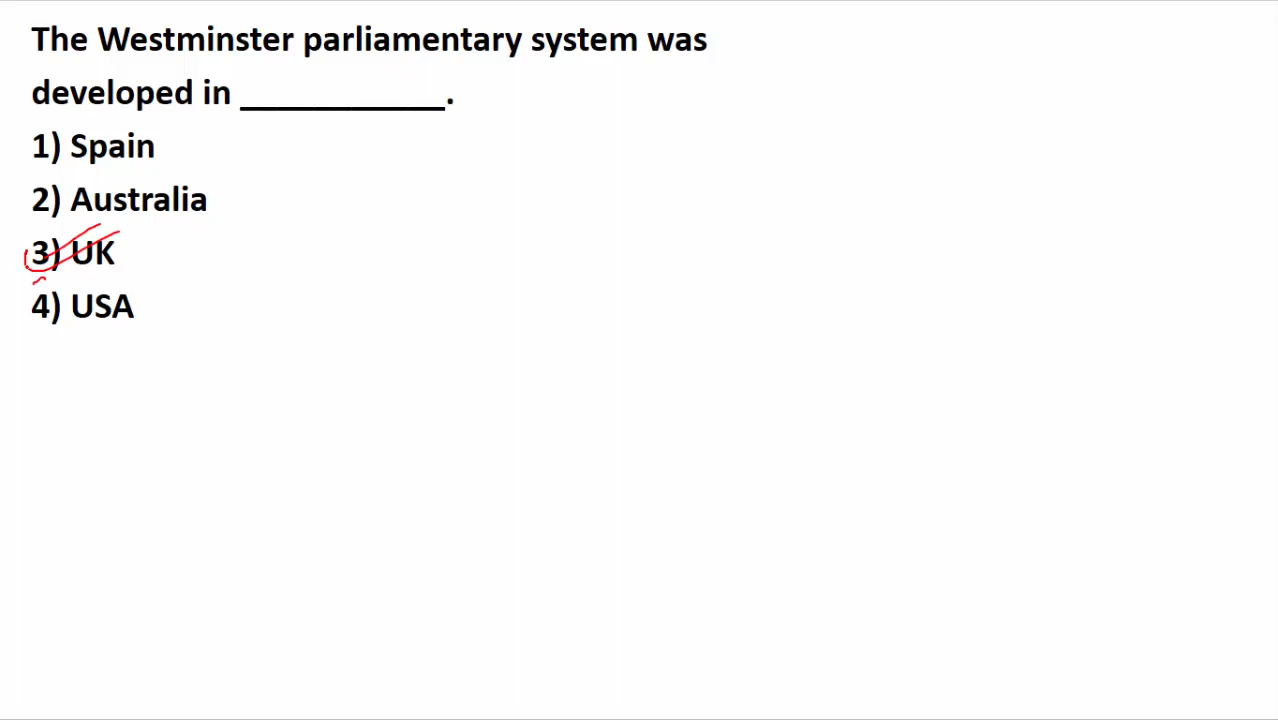 The Westminster parliamentary system was
developed in ____________.
1) Spain
2) Australia
3) UK
4) USA